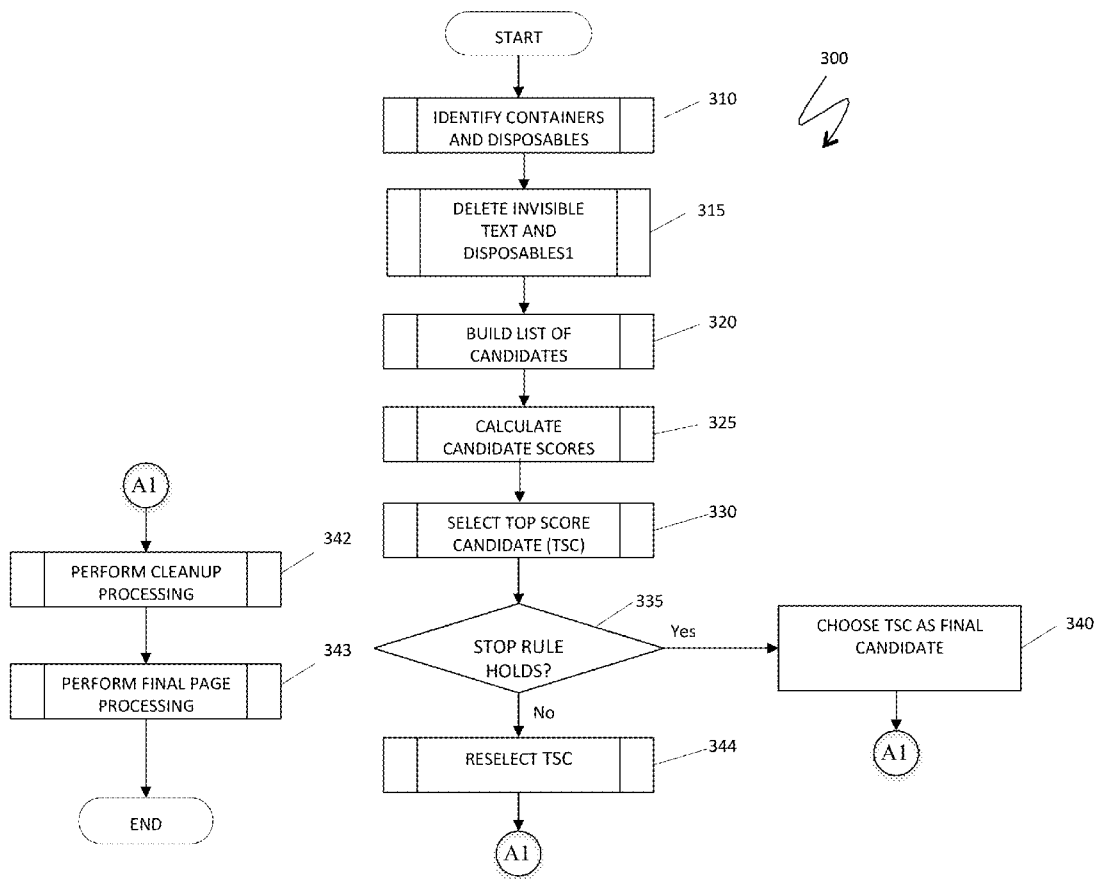 START
300
IDENTIFY CONTAINERS
AND DISPOSABLES
310
DELETE INVISIBLE
TEXT AND
DISPOSABLES1
315
BUILD LIST OF
CANDIDATES
320
CALCULATE
CANDIDATE SCORES
325
SELECT TOP SCORE
CANDIDATE (TSC)
330
STOP RULE
HOLDS?
335
Yes
CHOOSE TSC AS FINAL
CANDIDATE
340
A1
No
RESELECT TSC
344
A1
A1
PERFORM CLEANUP
PROCESSING
342
PERFORM FINAL PAGE
PROCESSING
343
END